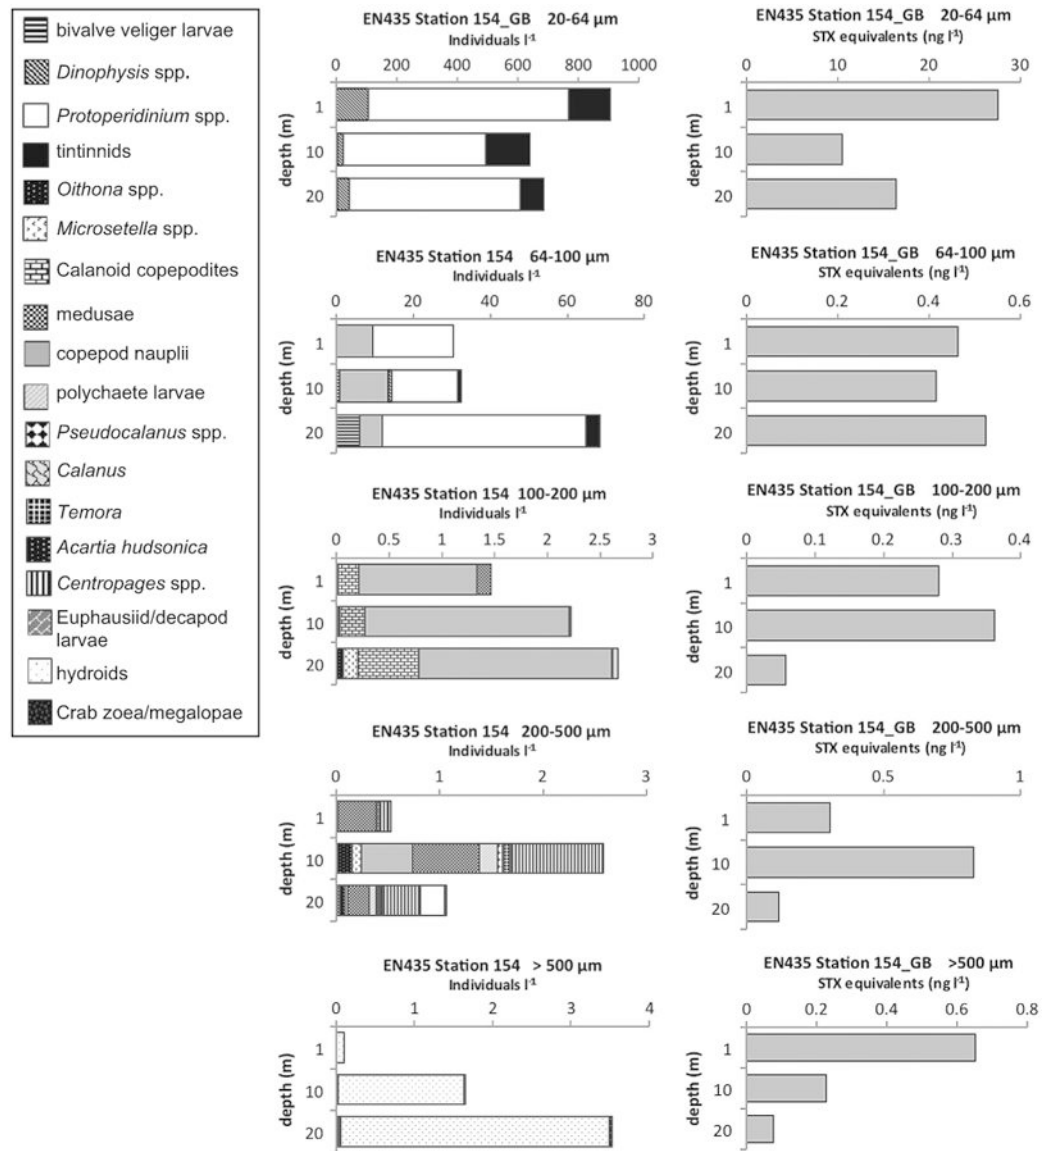 bivalve veliger larvae
Dinophysis spp.
Protoperidinium spp.
tintinnids
Oithona spp.
Microsetella spp.
Calanoid copepodites
medusae
copepod nauplii
polychaete larvae
Pseudocalanus spp.
Calanus
Temora
Acartia hudsonica
Centropages spp.
Euphausiid/decapod
larvae
hydroids
Crab zoea/megalopae
EN435 Station 154_GB 20-64 µm
Individuals l⁻¹
0 200 400 600 800 1000
depth (m)
1
10
20
EN435 Station 154_GB 20-64 µm
STX equivalents (ng l⁻¹)
0 10 20 30
depth (m)
1
10
20
EN435 Station 154 64-100 µm
Individuals l⁻¹
0 20 40 60 80
depth (m)
1
10
20
EN435 Station 154_GB 64-100 µm
STX equivalents (ng l⁻¹)
0 0.2 0.4 0.6
depth (m)
1
10
20
EN435 Station 154 100-200 µm
Individuals l⁻¹
0 0.5 1 1.5 2 2.5 3
depth (m)
1
10
20
EN435 Station 154_GB 100-200 µm
STX equivalents (ng l⁻¹)
0 0.1 0.2 0.3 0.4
depth (m)
1
10
20
EN435 Station 154 200-500 µm
Individuals l⁻¹
0 1 2 3
depth (m)
1
10
20
EN435 Station 154_GB 200-500 µm
STX equivalents (ng l⁻¹)
0 0.5 1
depth (m)
1
10
20
EN435 Station 154 > 500 µm
Individuals l⁻¹
0 1 2 3 4
depth (m)
1
10
20
EN435 Station 154_GB >500 µm
STX equivalents (ng l⁻¹)
0 0.2 0.4 0.6 0.8
depth (m)
1
10
20